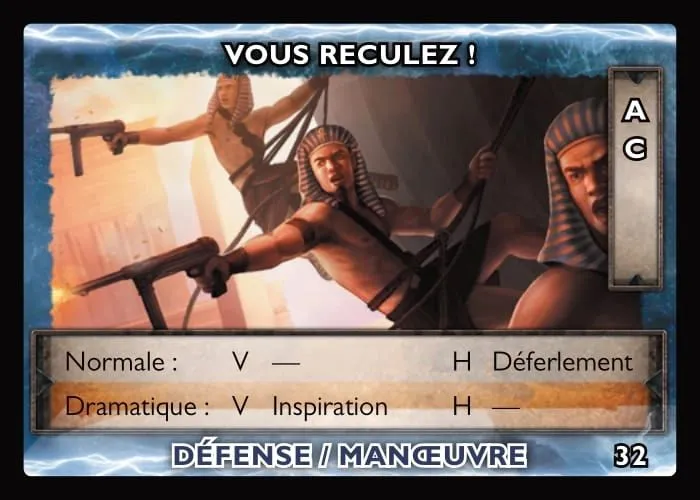 VOUS RECULEZ !
A
C
Normale : V — H Déferlement
Dramatique : V Inspiration H —
DÉFENSE / MANŒUVRE 32